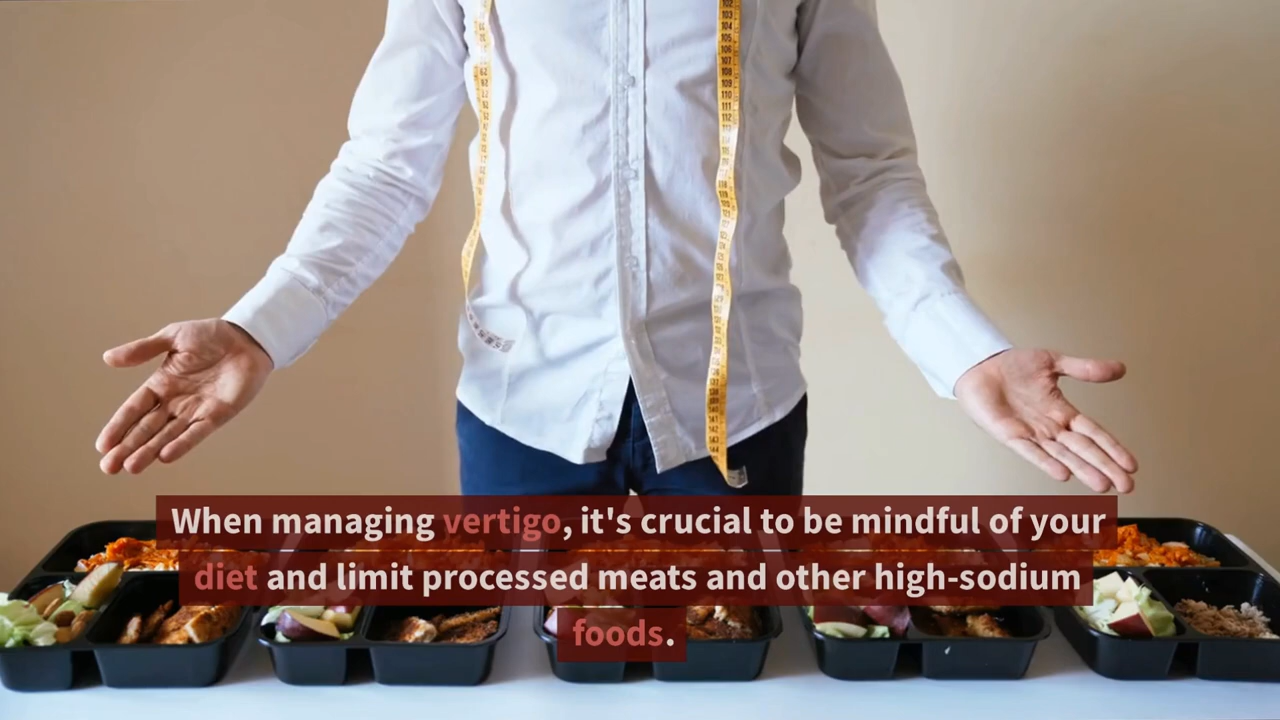 When managing vertigo, it's crucial to be mindful of your
diet and limit processed meats and other high-sodium
foods.